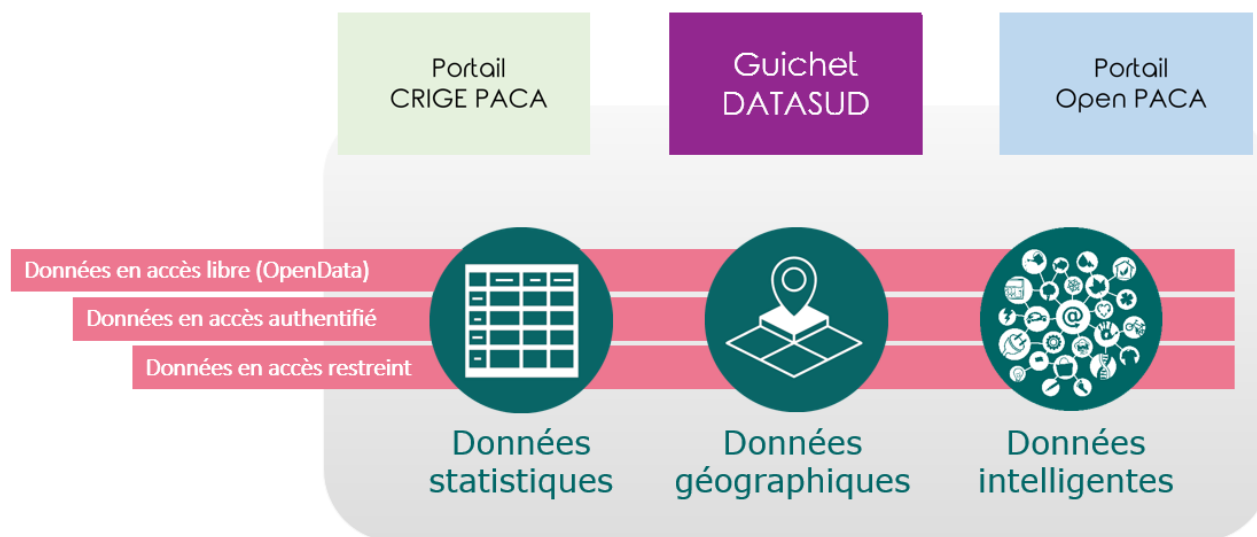 Portail
CRIGE PACA
Guichet
DATASUD
Portail
Open PACA
Données en accès libre (OpenData)
Données en accès authentifié
Données en accès restreint
@
Données
statistiques
Données
géographiques
Données
intelligentes